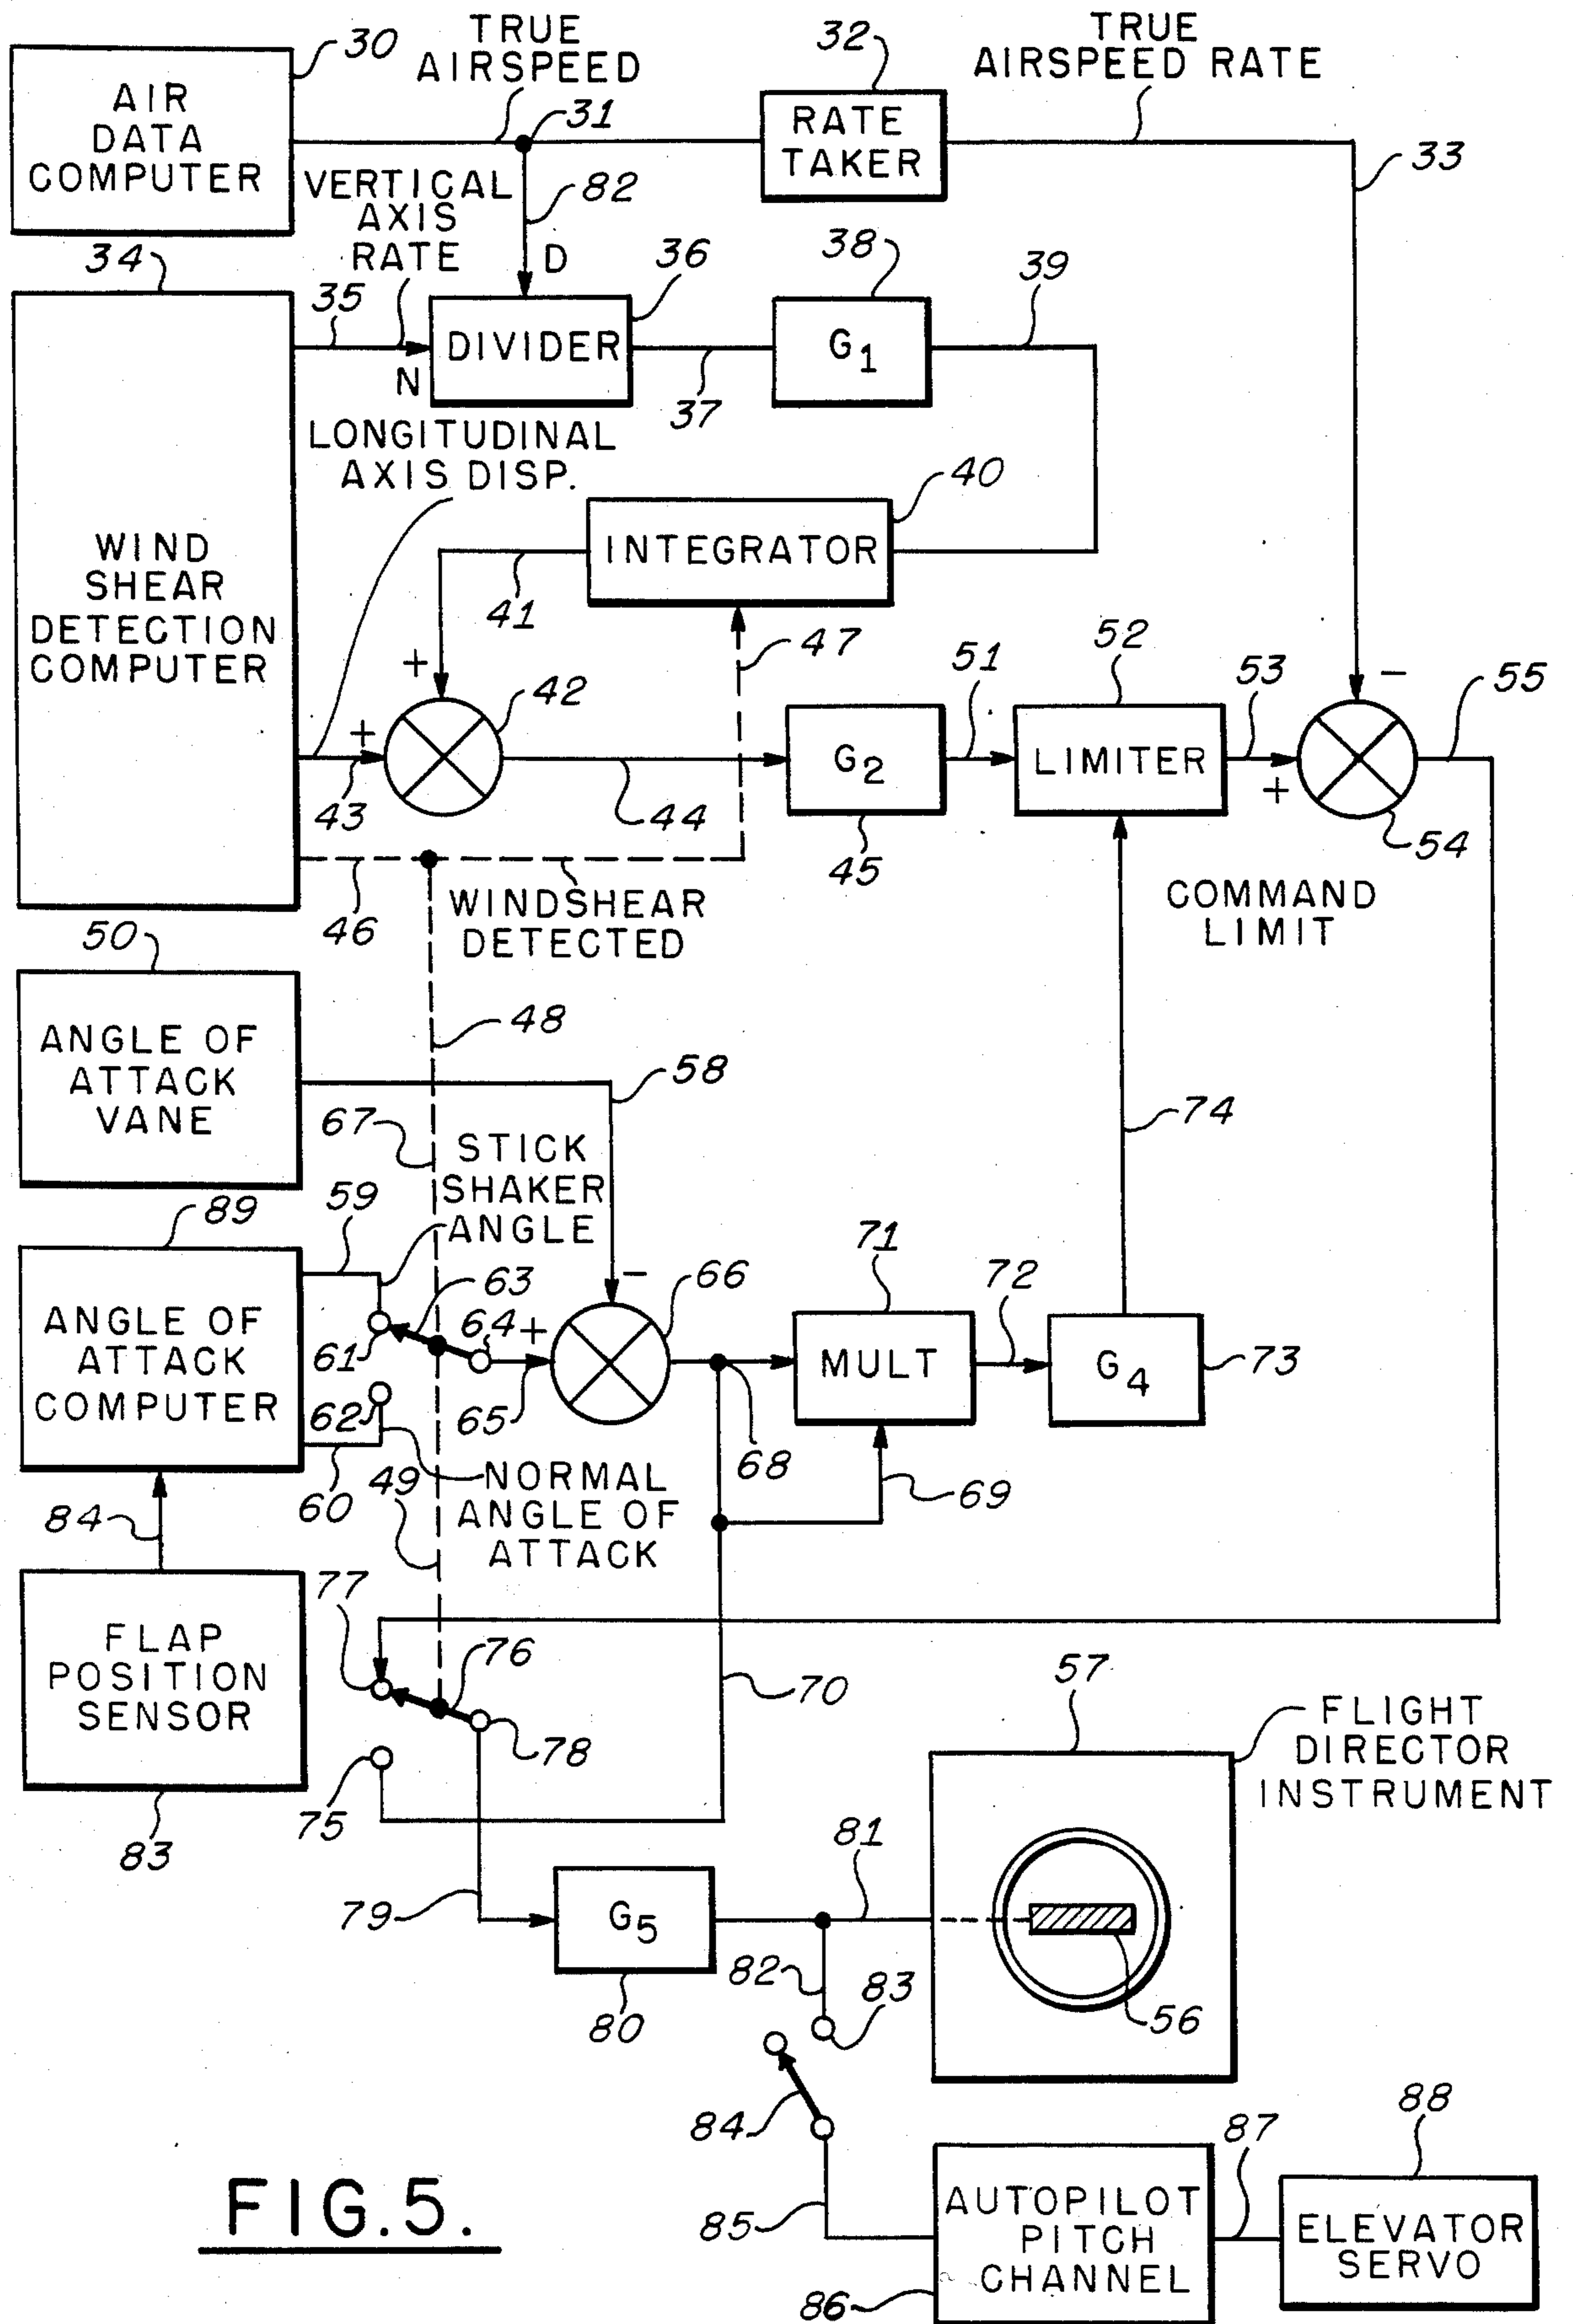 30
TRUE
AIRSPEED
32
TRUE
AIRSPEED RATE
AIR
DATA
COMPUTER
31
RATE
TAKER
33
VERTICAL
AXIS
RATE
82
D
34
35
N
36
DIVIDER
37
38
G1
39
LONGITUDINAL
AXIS DISP.
40
INTEGRATOR
41
WIND
SHEAR
DETECTION
COMPUTER
+
+
42
43
44
47
G2
45
51
52
LIMITER
53
+
−
54
55
COMMAND
LIMIT
46
WINDSHEAR
DETECTED
50
ANGLE OF
ATTACK
VANE
48
58
67
STICK
SHAKER
ANGLE
74
89
59
ANGLE OF
ATTACK
COMPUTER
61
63
64
+
−
66
62
65
60
49
NORMAL
ANGLE OF
ATTACK
68
69
71
MULT
72
G4
73
84
FLAP
POSITION
SENSOR
83
77
76
78
75
70
57
FLIGHT
DIRECTOR
INSTRUMENT
79
G5
80
81
82
83
56
84
85
AUTOPILOT
PITCH
CHANNEL
86
87
88
ELEVATOR
SERVO
FIG.5.